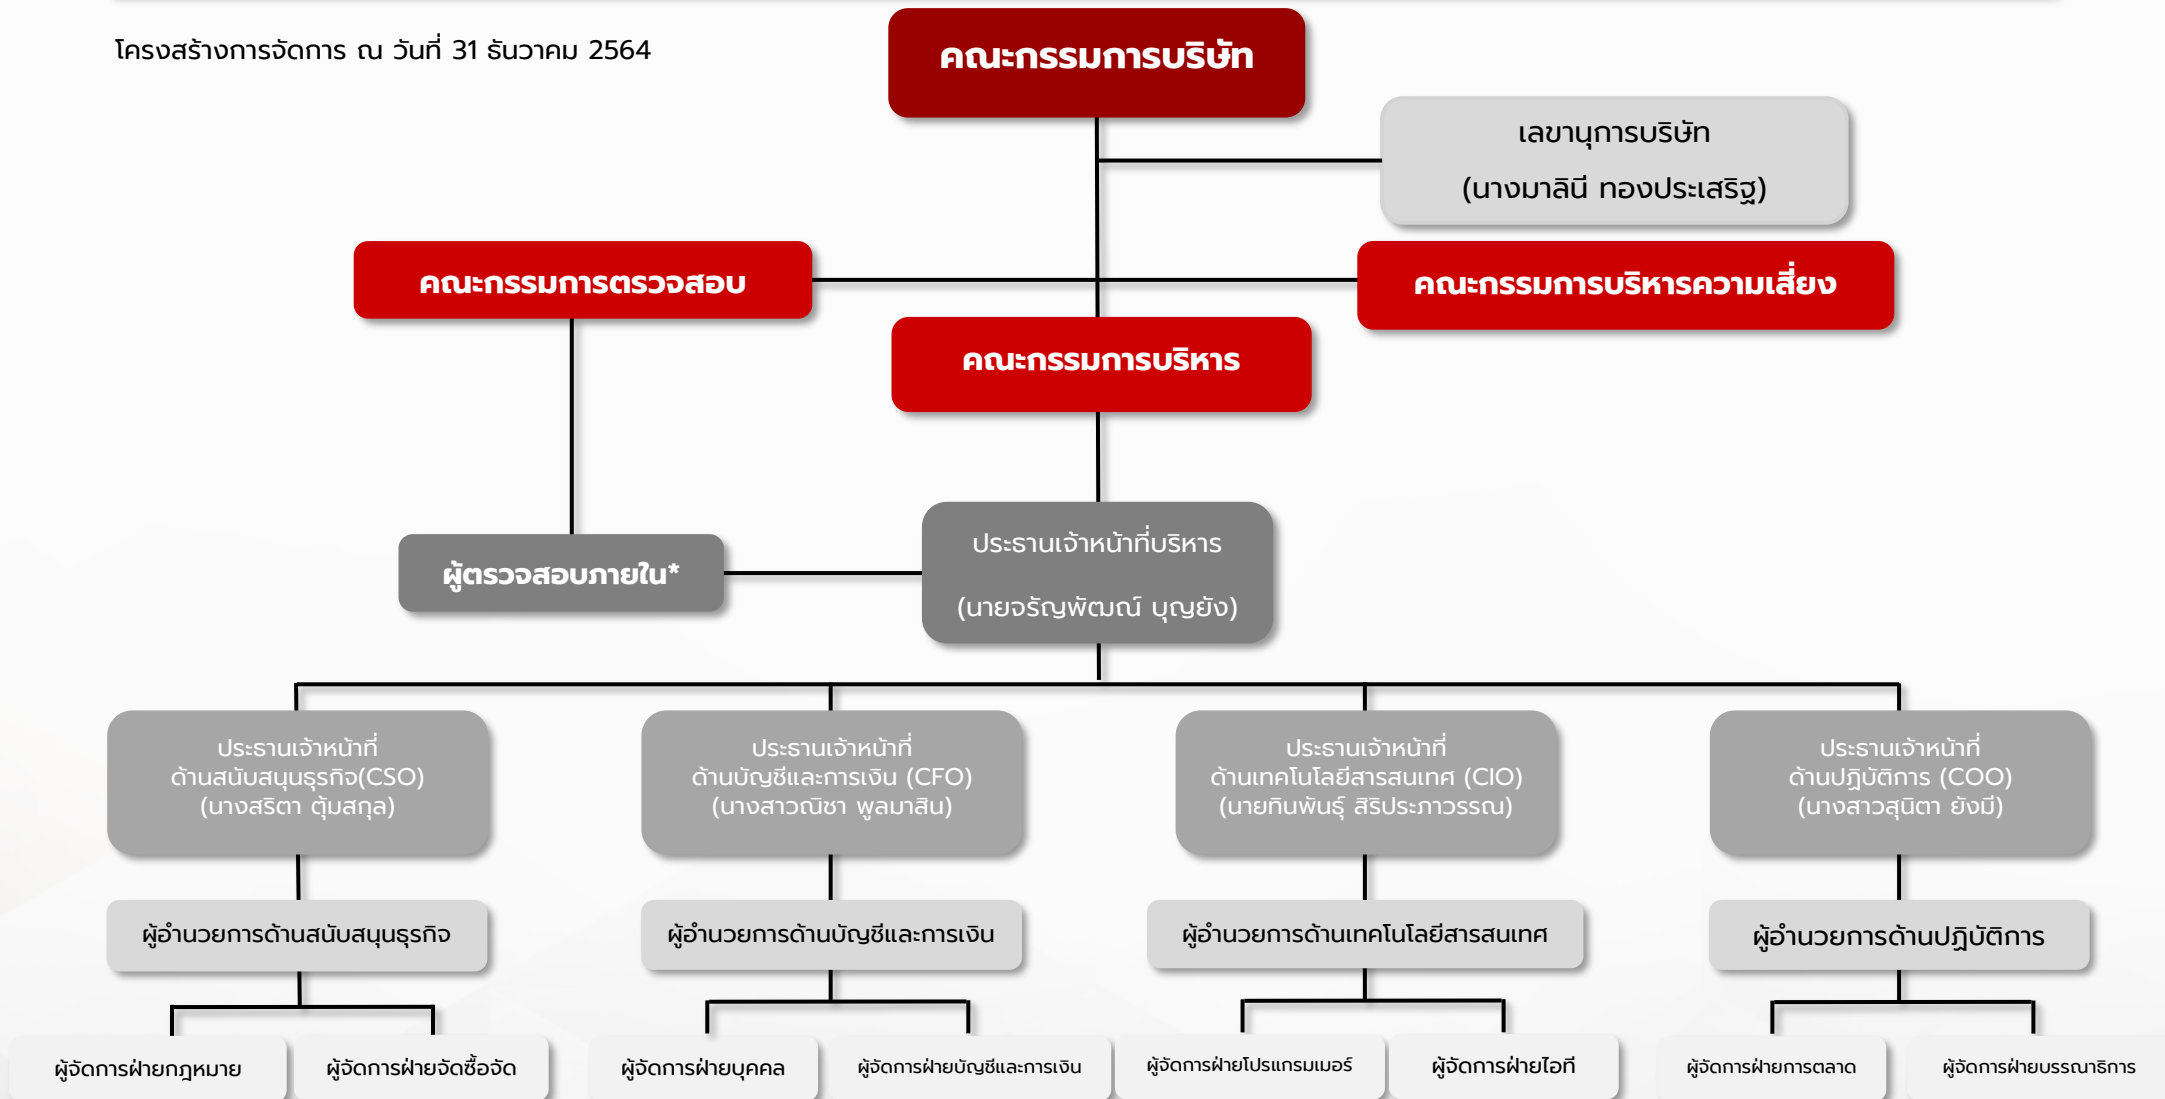 โครงสร้างการจัดการ ณ วันที่ 31 ธันวาคม 2564
คณะกรรมการบริษัท
เลขานุการบริษัท
(นางมาลินี ทองประเสริฐ)
คณะกรรมการตรวจสอบ
คณะกรรมการบริหารความเสี่ยง
คณะกรรมการบริหาร
ประธานเจ้าหน้าที่บริหาร
(นายจรัญพัฒณ์ บุญยัง)
ผู้ตรวจสอบภายใน*
ประธานเจ้าหน้าที่
ด้านสนับสนุนธุรกิจ(CSO)
(นางสริตา ตุ้มสกุล)
ประธานเจ้าหน้าที่
ด้านบัญชีและการเงิน (CFO)
(นางสาวณิชา พูลมาสิน)
ประธานเจ้าหน้าที่
ด้านเทคโนโลยีสารสนเทศ (CIO)
(นายทินพันธุ์ สิริประภาวรรณ)
ประธานเจ้าหน้าที่
ด้านปฏิบัติการ (COO)
(นางสาวสุนิตา ยังมี)
ผู้อำนวยการด้านสนับสนุนธุรกิจ
ผู้อำนวยการด้านบัญชีและการเงิน
ผู้อำนวยการด้านเทคโนโลยีสารสนเทศ
ผู้อำนวยการด้านปฏิบัติการ
ผู้จัดการฝ่ายกฎหมาย
ผู้จัดการฝ่ายจัดซื้อจัด
ผู้จัดการฝ่ายบุคคล
ผู้จัดการฝ่ายบัญชีและการเงิน
ผู้จัดการฝ่ายโปรแกรมเมอร์
ผู้จัดการฝ่ายไอที
ผู้จัดการฝ่ายการตลาด
ผู้จัดการฝ่ายบรรณาธิการ